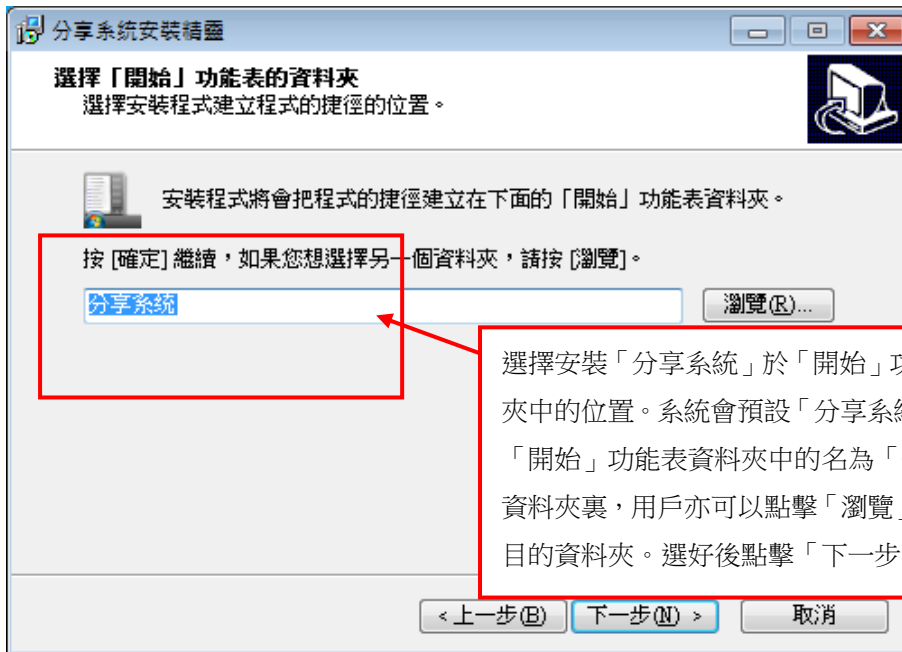 分享系統安裝精靈
選擇「開始」功能表的資料夾
選擇安裝程式建立程式的捷徑的位置。
安裝程式將會把程式的捷徑建立在下面的「開始」功能表資料夾。
按 [確定] 繼續，如果您想選擇另一個資料夾，請按 [瀏覽]。
分享系统
瀏覽(R)...
選擇安裝「分享系統」於「開始」
夾中的位置。系統會預設「分享系
「開始」功能表資料夾中的名為「
資料夾裏，用戶亦可以點擊「瀏覽」
目的資料夾。選好後點擊「下一步
<上一步(B)
下一步(N) >
取消